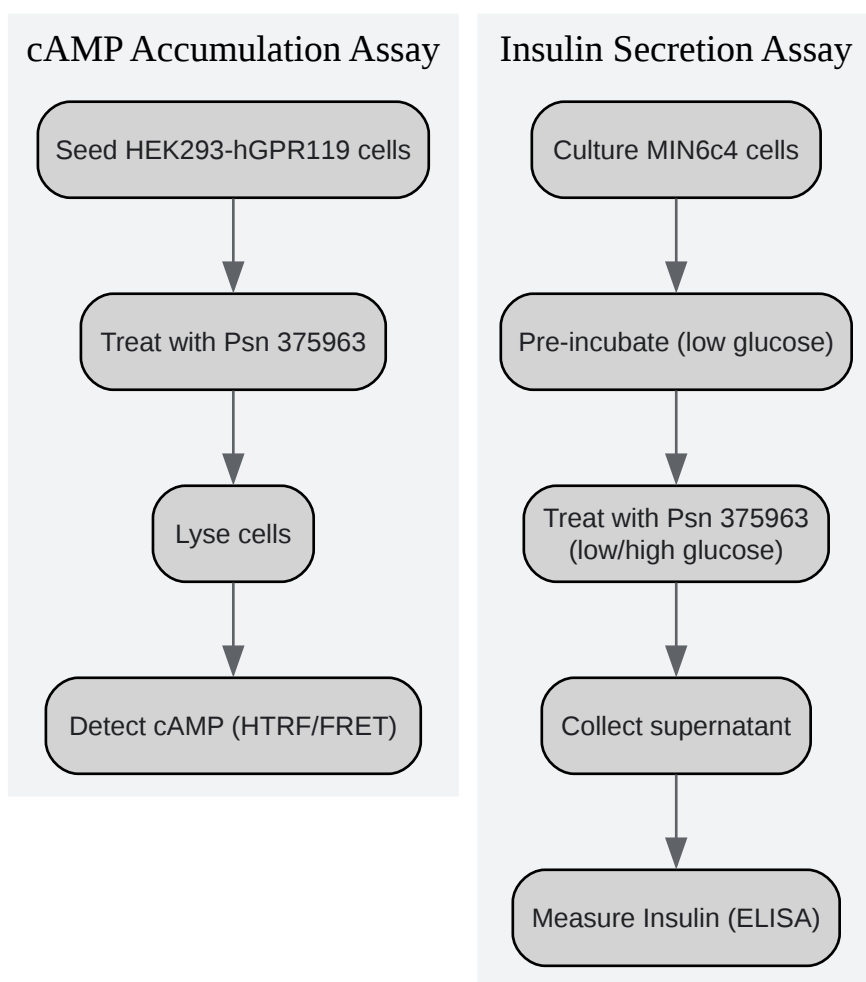 cAMP Accumulation Assay
Seed HEK293-hGPR119 cells
Treat with Psn 375963
Lyse cells
Detect cAMP (HTRF/FRET)
Insulin Secretion Assay
Culture MIN6c4 cells
Pre-incubate (low glucose)
Treat with Psn 375963
(low/high glucose)
Collect supernatant
Measure Insulin (ELISA)